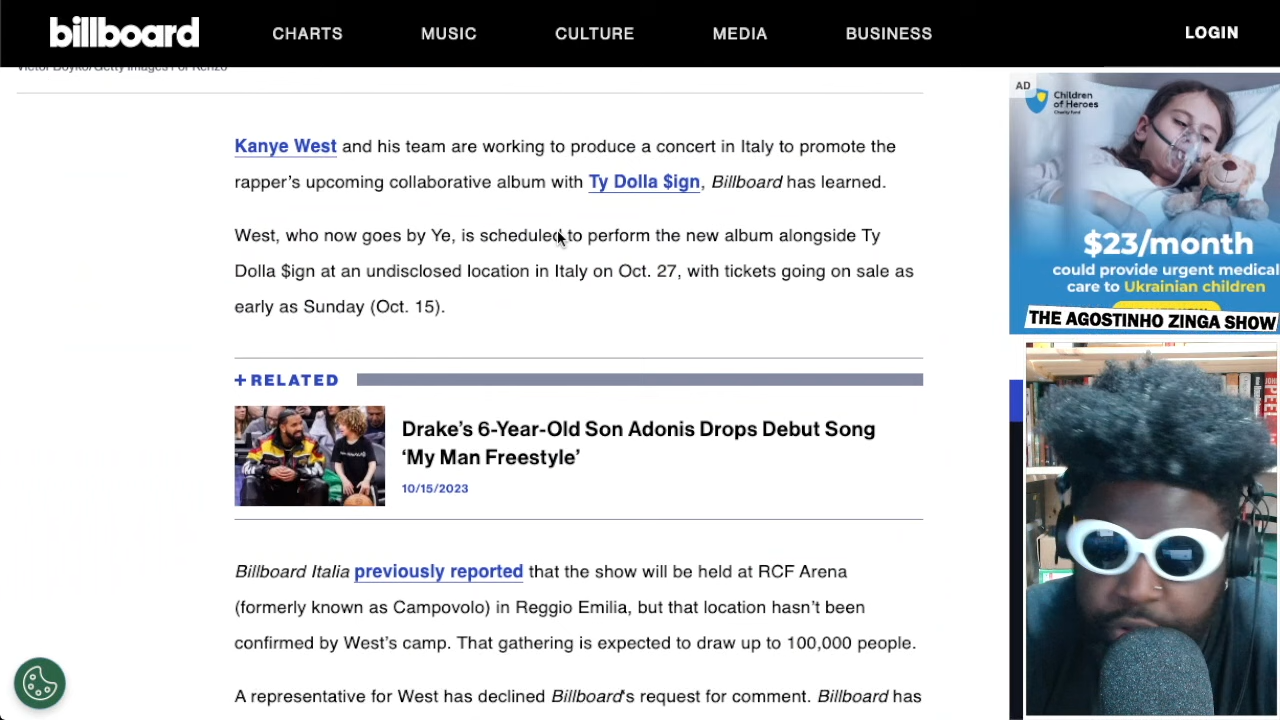 billboard
CHARTS
MUSIC
CULTURE
MEDIA
BUSINESS
LOGIN
Victor Boyko/Getty Images For Kenzo
Kanye West and his team are working to produce a concert in Italy to promote the
rapper's upcoming collaborative album with Ty Dolla $ign, Billboard has learned.
West, who now goes by Ye, is scheduled to perform the new album alongside Ty
Dolla $ign at an undisclosed location in Italy on Oct. 27, with tickets going on sale as
early as Sunday (Oct. 15).
+RELATED
Drake's 6-Year-Old Son Adonis Drops Debut Song
‘My Man Freestyle’
10/15/2023
Billboard Italia previously reported that the show will be held at RCF Arena
(formerly known as Campovolo) in Reggio Emilia, but that location hasn't been
confirmed by West's camp. That gathering is expected to draw up to 100,000 people.
A representative for West has declined Billboard's request for comment. Billboard has
AD
Children
of Heroes
Charity Fund
$23/month
could provide urgent medical
care to Ukrainian children
THE AGOSTINHO ZINGA SHOW